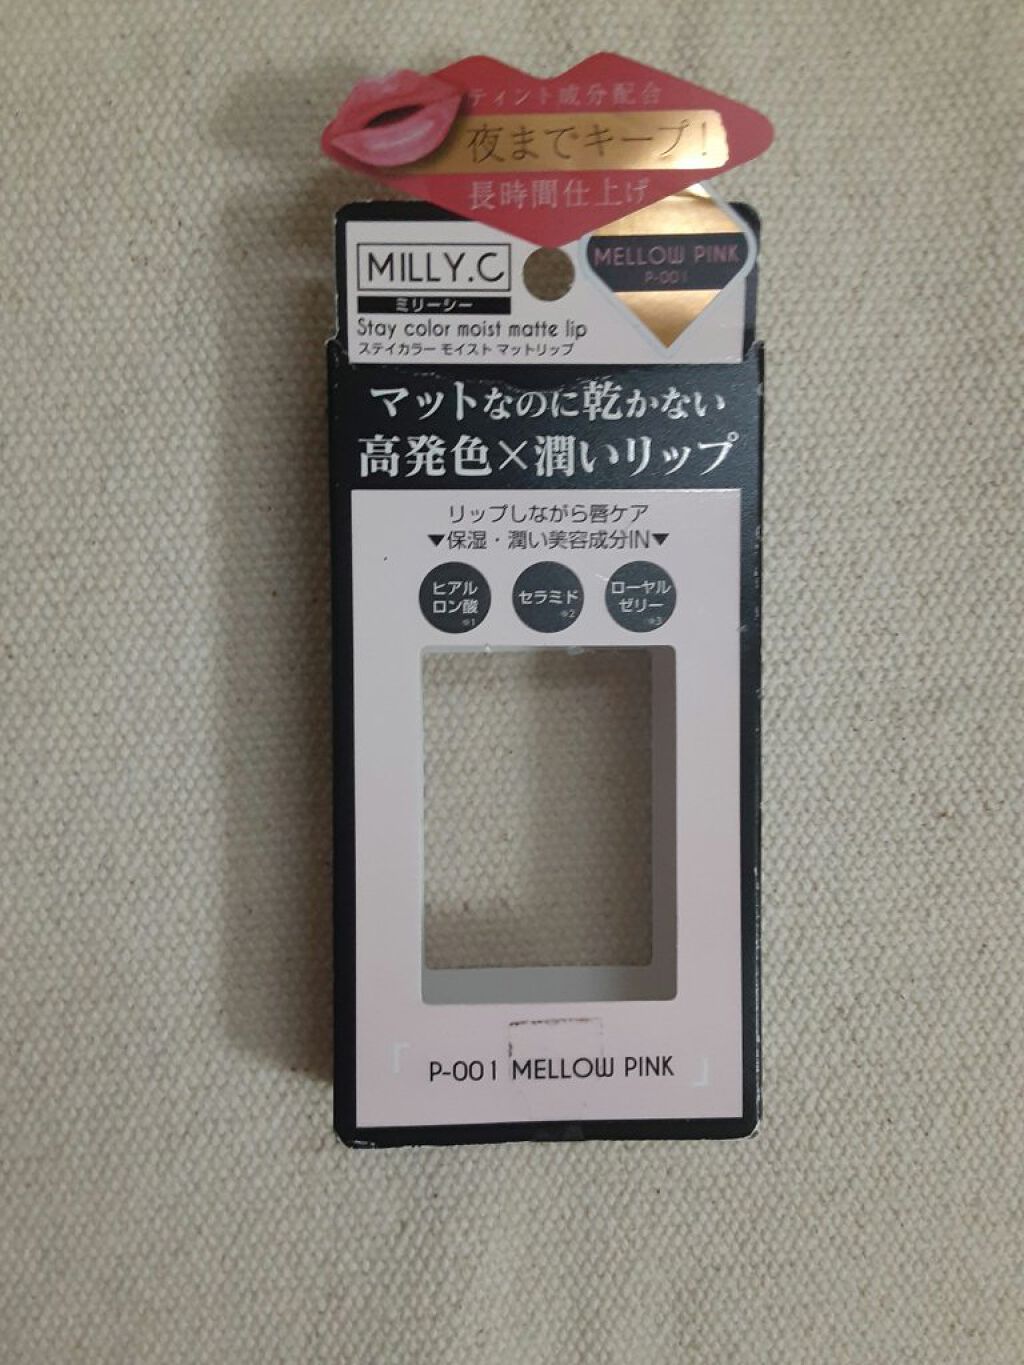 ティント成分配合
夜までキープ!
長時間仕上げ
MELLOW PINK
P-001
MILLY.C
ミリーシー
Stay color moist matte lip
ステイカラー モイスト マットリップ
マットなのに乾かない
高発色×潤いリップ
リップしながら唇ケア
▼保湿・潤い美容成分IN▼
ヒアル
ロン酸
※1
セラミド
※2
ローヤル
ゼリー
※3
「P-001 MELLOW PINK」